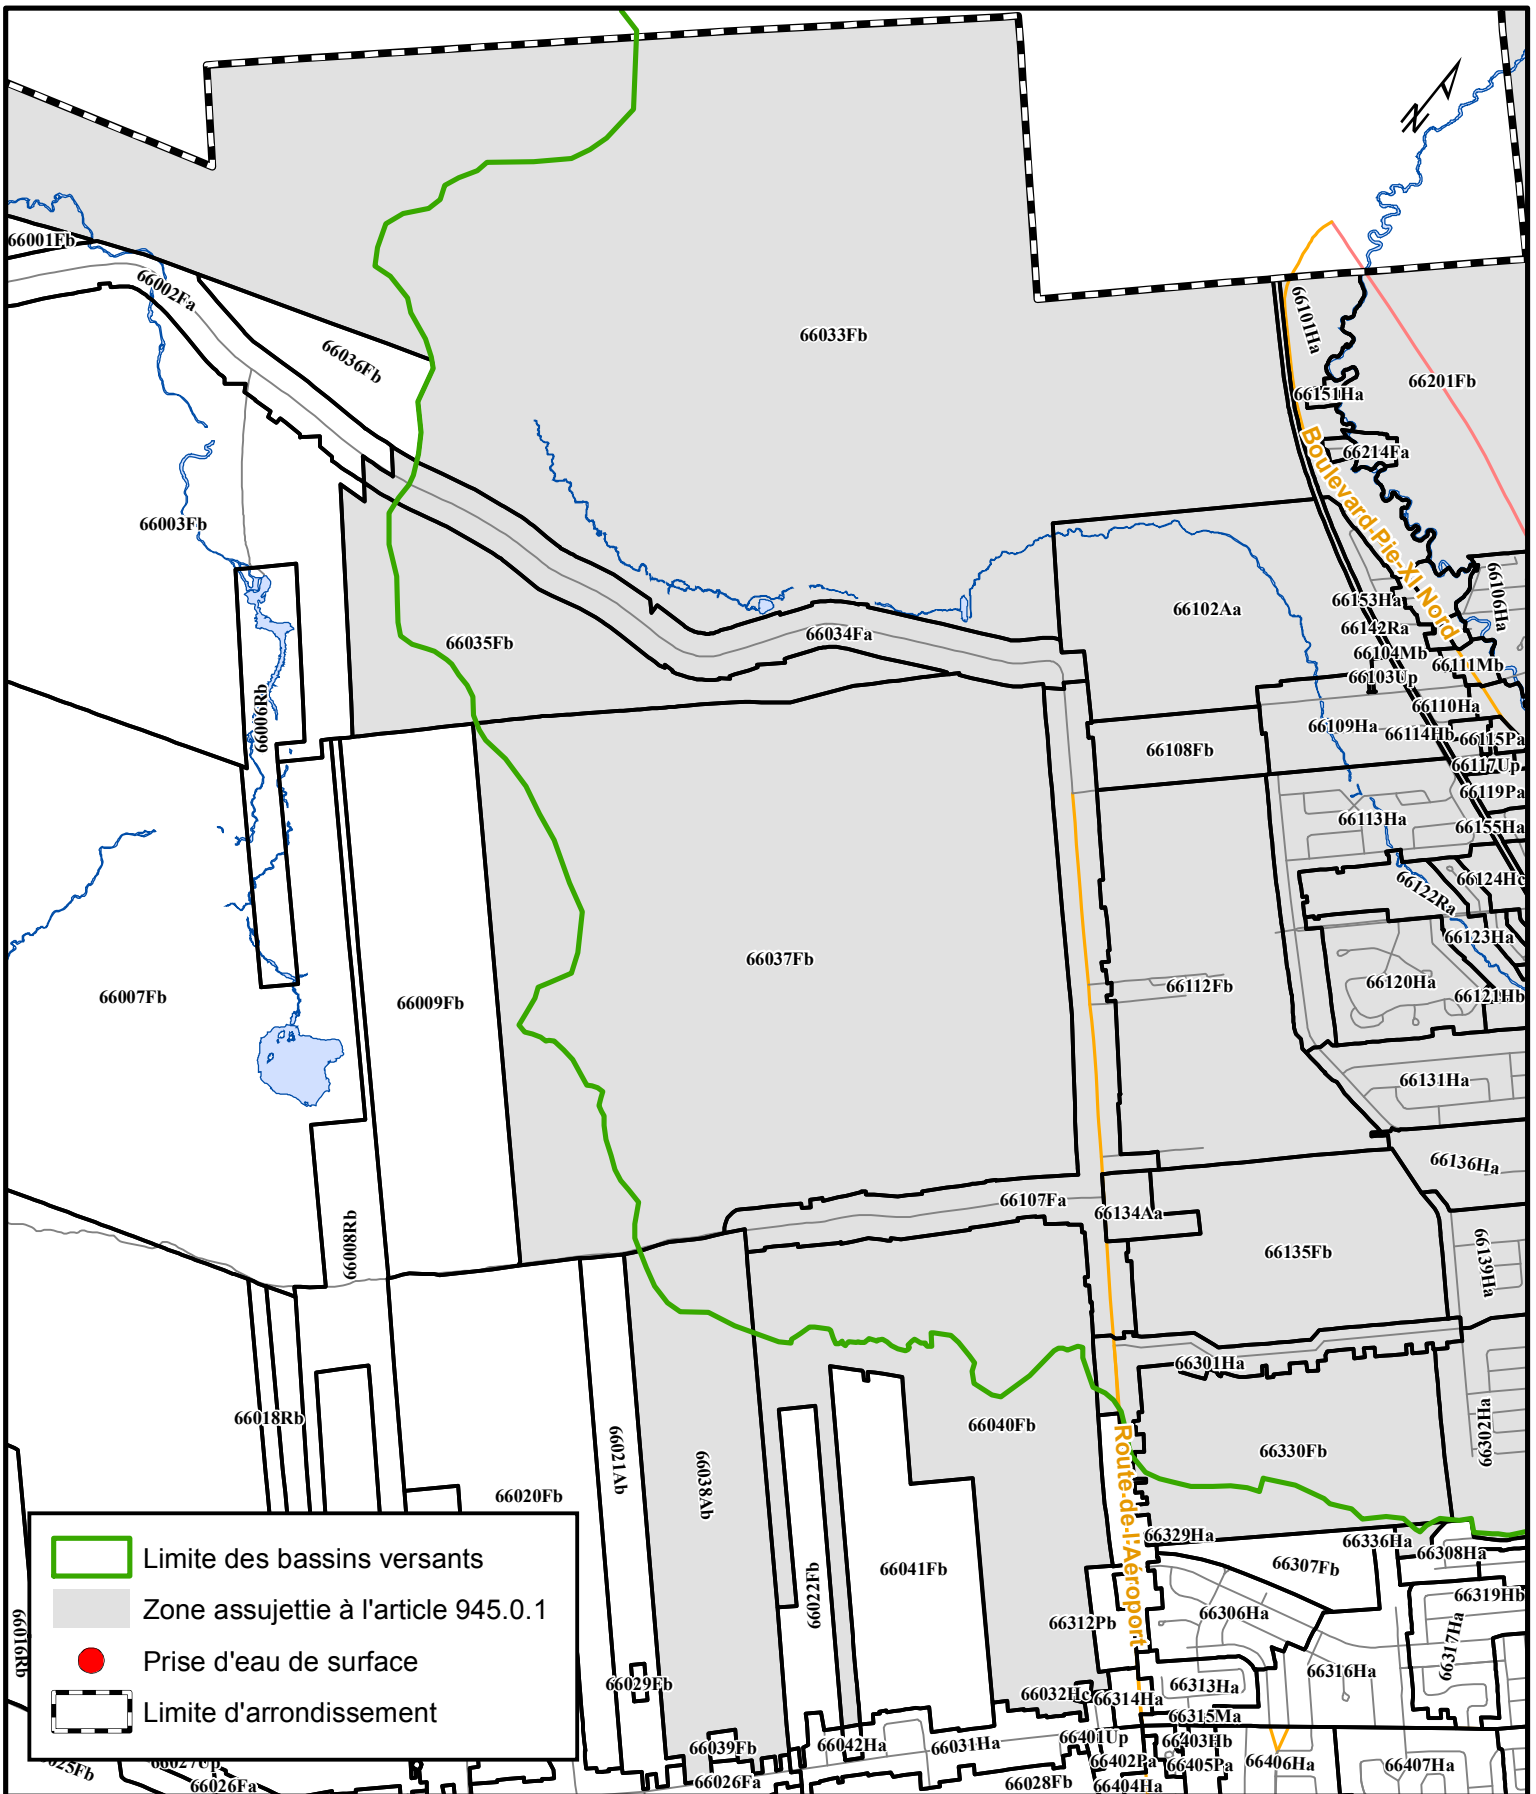 N
66001Fb
66002Fa
66036Fb
66033Fb
66101Ha
66151Ha
66201Fb
66214Fa
Boulevard-Pie-XI-Nord
66003Fb
66106Ha
66153Ha
66102Aa
66142Ra
66034Fa
66035Fb
66104Mb
66111Mb
66103Up
66006Rb
66110Ha
66109Ha
66114Hb
66115Pa
66108Fb
66117Up
66119Pa
66113Ha
66155Ha
66124Hc
66122Ra
66123Ha
66037Fb
66112Fb
66120Ha
66121Hb
66007Fb
66009Fb
66131Ha
66136Ha
66107Fa
66134Aa
66008Rb
66135Fb
66139Ha
66301Ha
66018Rb
66040Fb
66302Ha
66330Fb
66021Ab
66038Ab
66020Fb
Route-de-l'Aéroport
66329Ha
66336Ha
66308Ha
66307Fb
66041Fb
66022Fb
66319Hb
66306Ha
66312Pb
66317Ha
66016Rb
66316Ha
66029Fb
66313Ha
66032Hc
66314Ha
66315Ma
66039Fb
66042Ha
66031Ha
66401Up
66403Hb
66402Pa
66405Pa
66406Ha
66407Ha
66026Fa
66028Fb
66404Ha
25Fb
66027Up
66026Fa
Limite des bassins versants
Zone assujettie à l'article 945.0.1
Prise d'eau de surface
Limite d'arrondissement